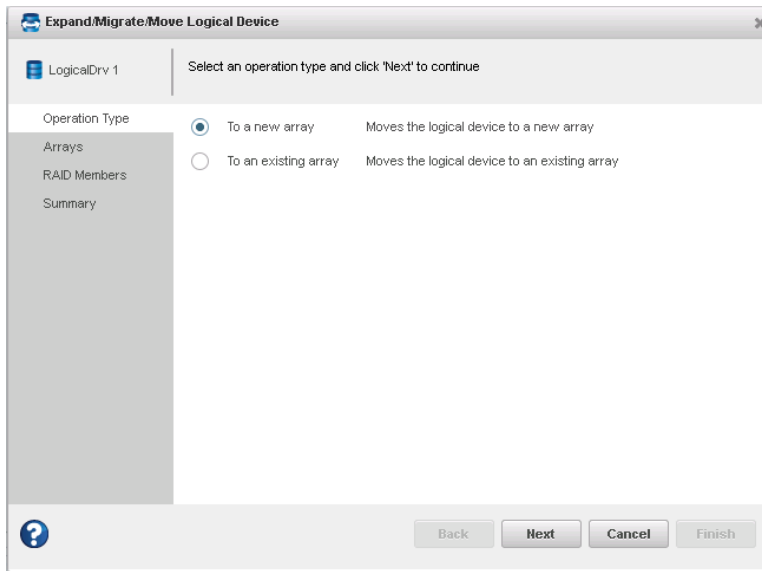 Expand/Migrate/Move Logical Device
LogicalDrv 1
Select an operation type and click 'Next' to continue
Operation Type
Arrays
RAID Members
Summary
To a new array Moves the logical device to a new array
To an existing array Moves the logical device to an existing array
?
Back Next Cancel Finish